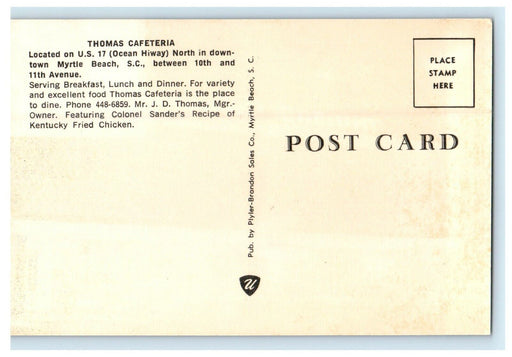 THOMAS CAFETERIA
Located on U.S. 17 (Ocean Hiway) North in down-
town Myrtle Beach, S.C., between 10th and
11th Avenue.
Serving Breakfast, Lunch and Dinner. For variety
and excellent food Thomas Cafeteria is the place
to dine. Phone 448-6859. Mr. J. D. Thomas, Mgr.-
Owner. Featuring Colonel Sander's Recipe of
Kentucky Fried Chicken.
Pub. by Plyler-Brandon Sales Co., Myrtle Beach, S. C.
U
PLACE
STAMP
HERE
POST CARD